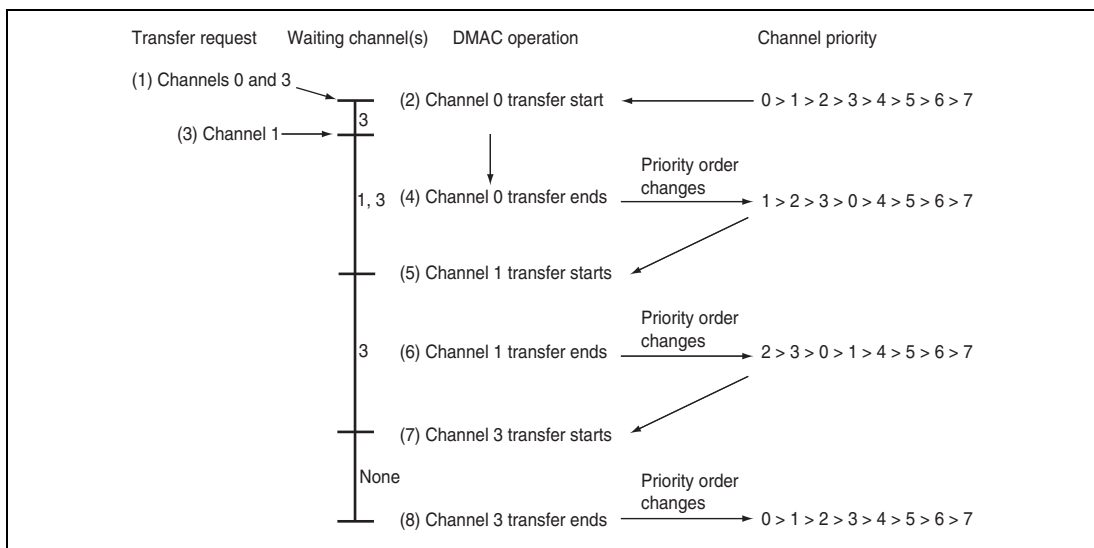 Transfer request Waiting channel(s) DMAC operation Channel priority
(1) Channels 0 and 3
(2) Channel 0 transfer start 0 > 1 > 2 > 3 > 4 > 5 > 6 > 7
3
(3) Channel 1
Priority order
changes
1, 3 (4) Channel 0 transfer ends 1 > 2 > 3 > 0 > 4 > 5 > 6 > 7
(5) Channel 1 transfer starts
Priority order
changes
3 (6) Channel 1 transfer ends 2 > 3 > 0 > 1 > 4 > 5 > 6 > 7
(7) Channel 3 transfer starts
None
Priority order
changes
(8) Channel 3 transfer ends 0 > 1 > 2 > 3 > 4 > 5 > 6 > 7